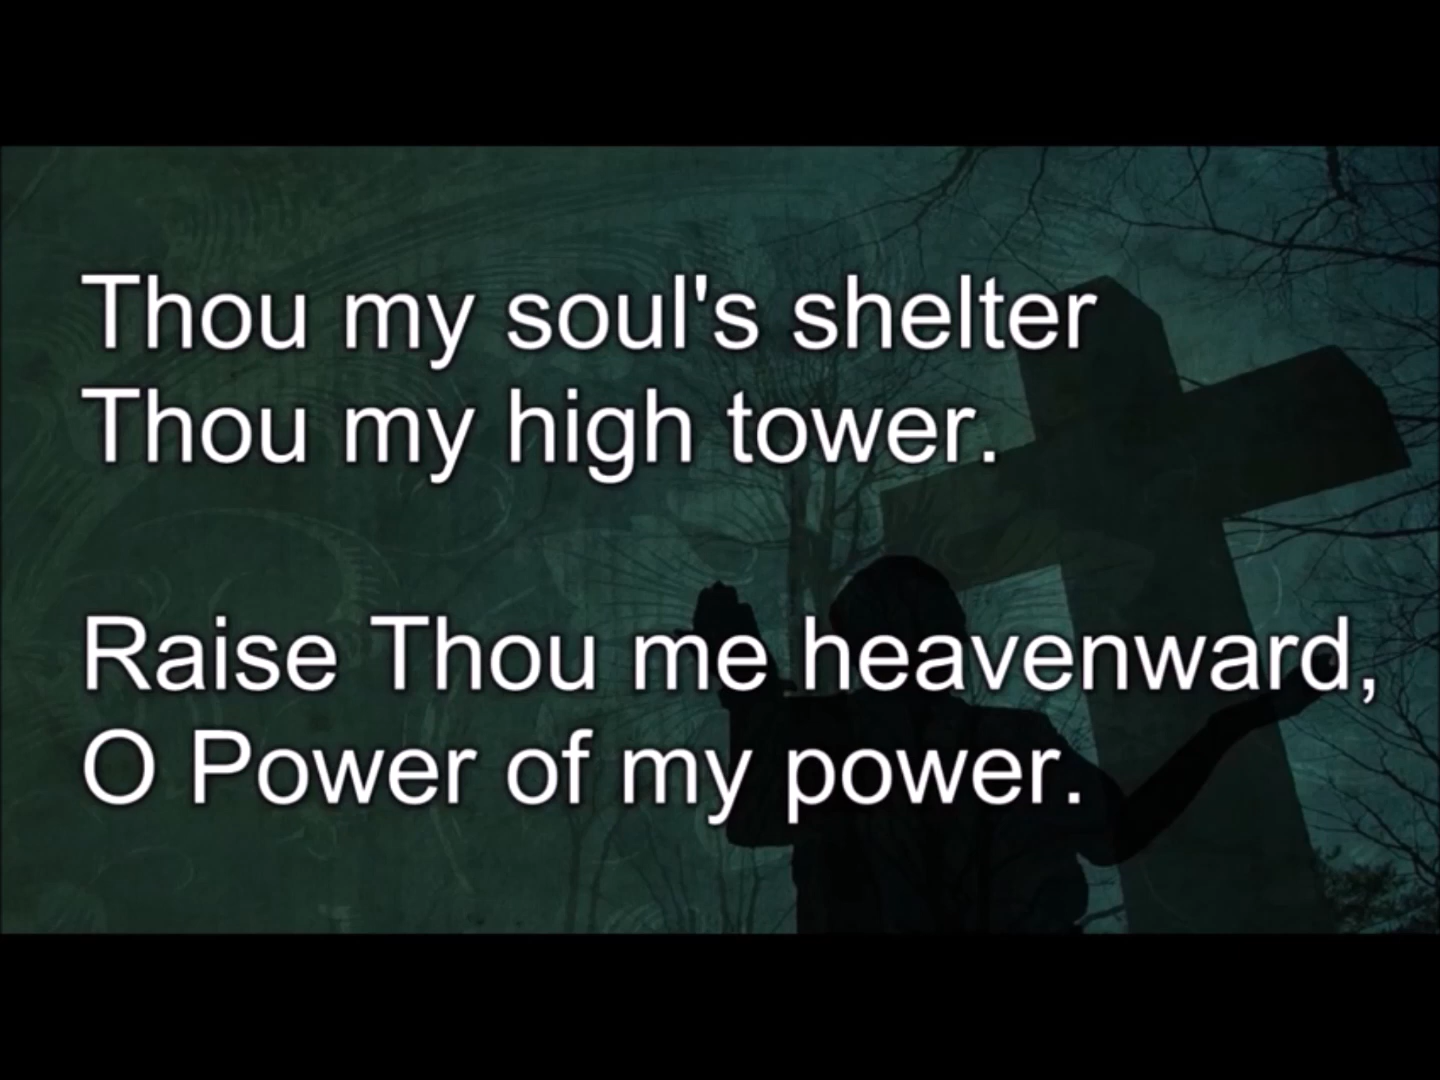 Thou my soul's shelter
Thou my high tower.
Raise Thou me heavenward,
O Power of my power.